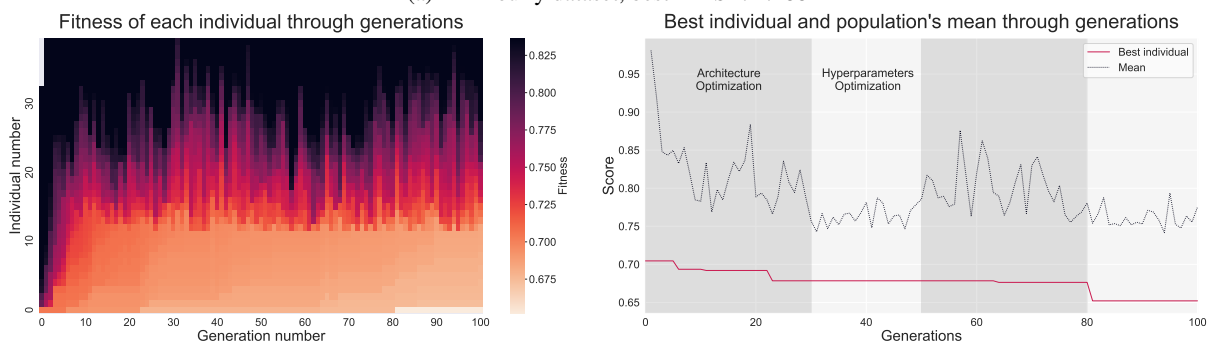 Fitness of each individual through generations
Individual number
30
20
10
0
0 10 20 30 40 50 60 70 80 90 100
Generation number
0.825
0.800
0.775
0.750
0.725
0.700
0.675
Fitness
Best individual and population's mean through generations
Score
0.95
0.90
0.85
0.80
0.75
0.70
0.65
Architecture
Optimization
Hyperparameters
Optimization
Best individual
Mean
0 20 40 60 80 100
Generations